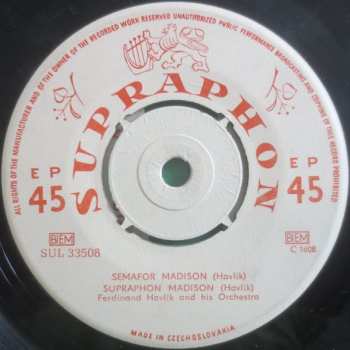 ALL RIGHTS OF THE MANUFACTURER AND OF THE OWNER OF THE RECORDED WORK RESERVED UNAUTHORIZED PUBLIC PERFORMANCE BROADCASTING AND COPYING OF THIS RECORD PROHIBITED
SUPRAPHON
EP
45
EP
45
BIEM
SUL 33508
BIEM
C 1608
SEMAFOR MADISON (Havlík)
SUPRAPHON MADISON (Havlík)
Ferdinand Havlík and his Orchestra
MADE IN CZECHOSLOVAKIA